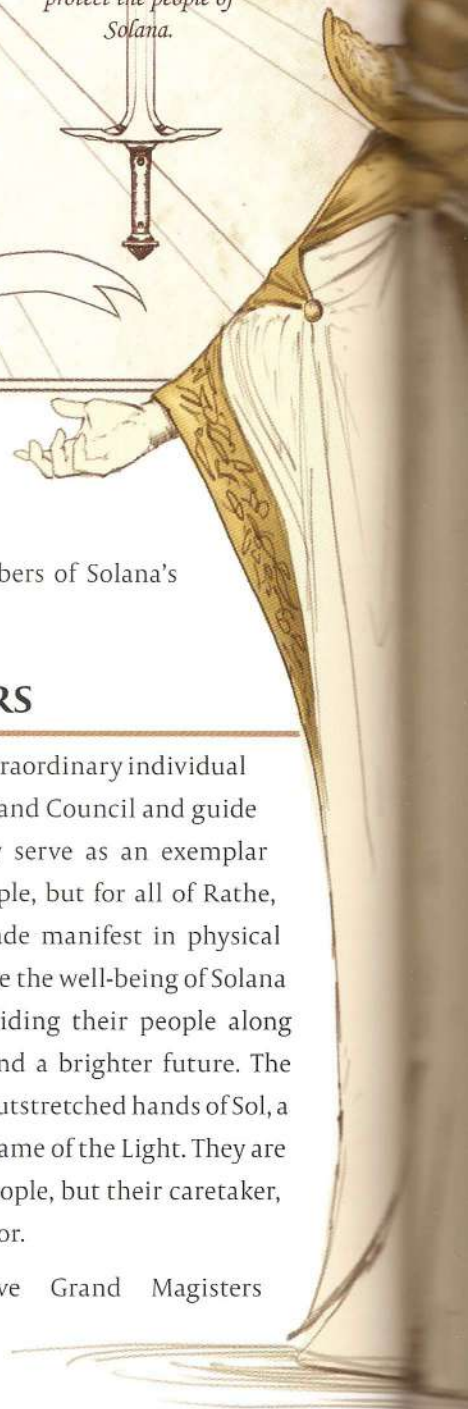 protect the people of
Solana.
bers of Solana's
RS
raordinary individual
and Council and guide
serve as an exemplar
ple, but for all of Rathe,
de manifest in physical
e the well-being of Solana
iding their people along
nd a brighter future. The
utstretched hands of Sol, a
ame of the Light. They are
ople, but their caretaker,
or.
ve Grand Magisters